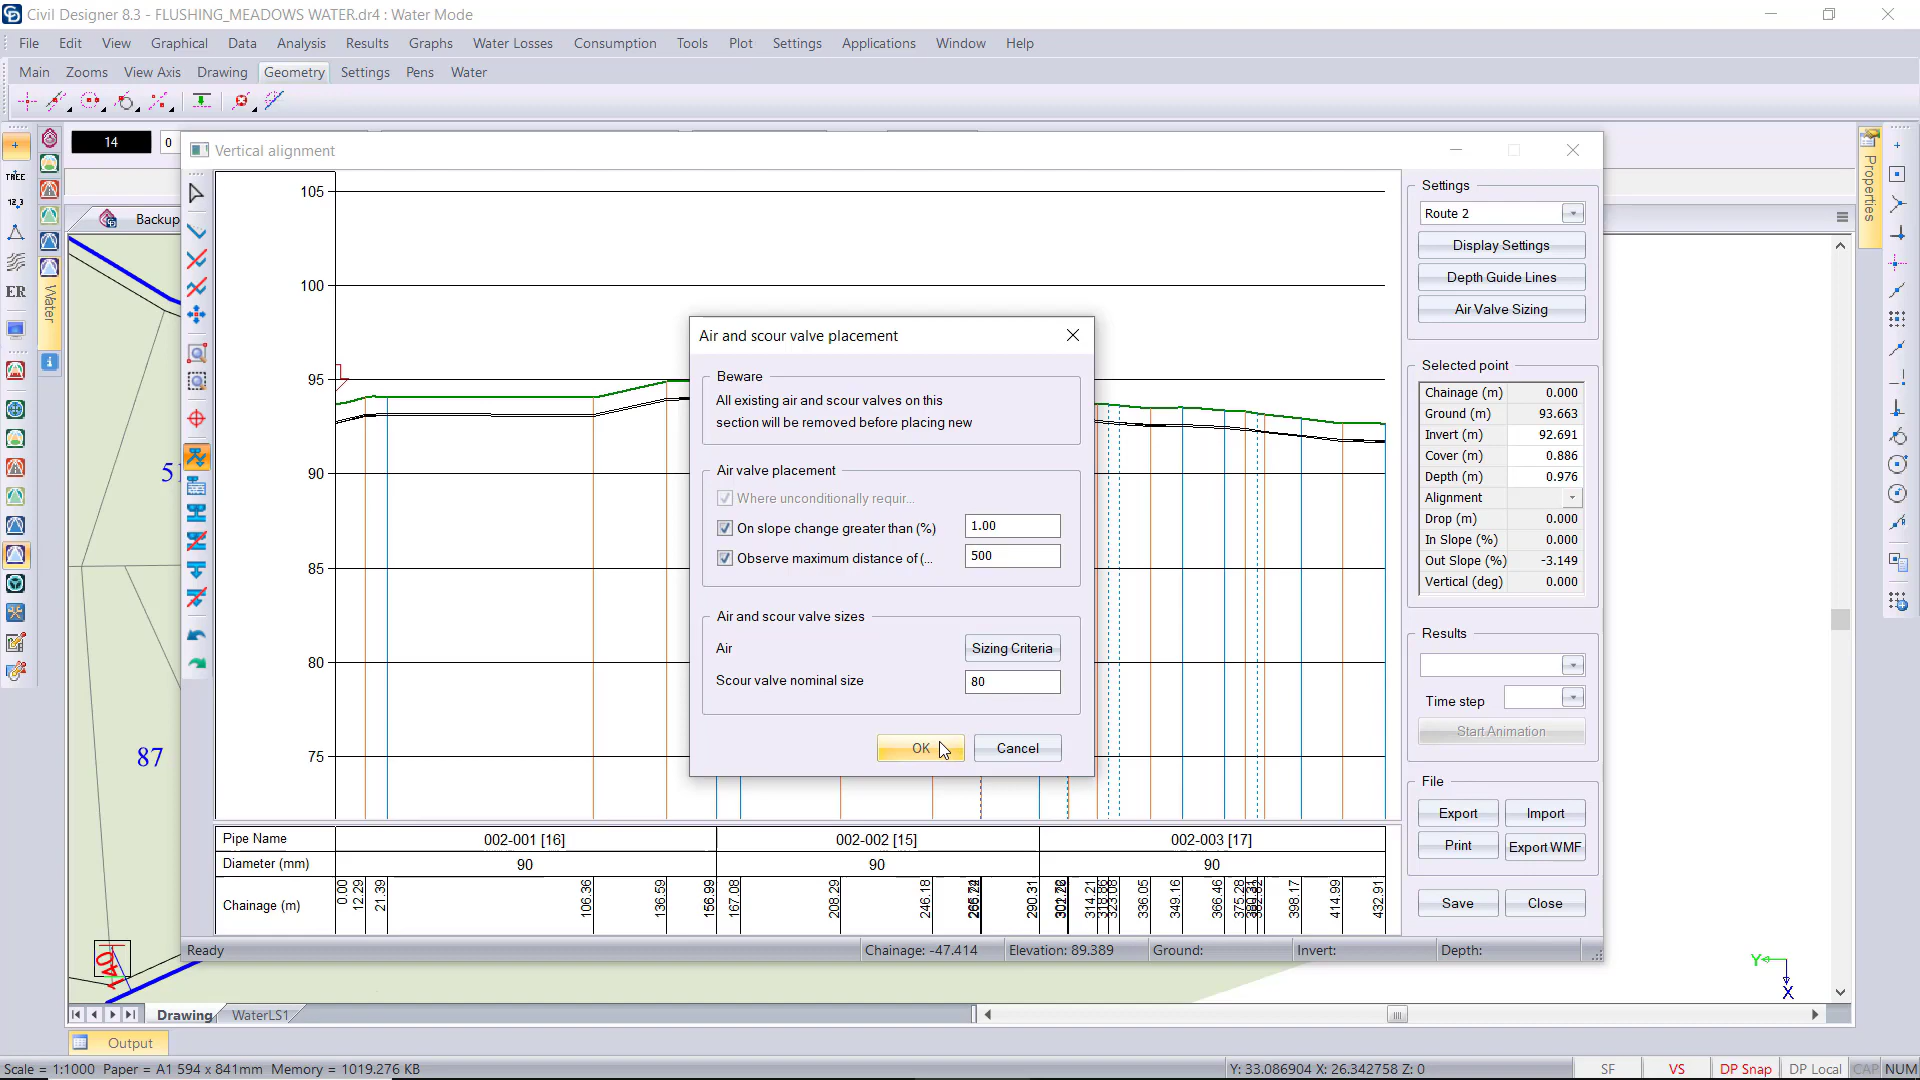 Civil Designer 8.3 - FLUSHING_MEADOWS WATER.dr4 : Water Mode
File Edit View Graphical Data Analysis Results Graphs Water Losses Consumption Tools Plot Settings Applications Window Help
Main Zooms View Axis Drawing Geometry Settings Pens Water
14 0
Vertical alignment
Backup
Water
TREE
123
ER
Properties
105
100
95
90
85
80
75
51
87
Settings
Route 2
Display Settings
Depth Guide Lines
Air Valve Sizing
Selected point
Chainage (m) 0.000
Ground (m) 93.663
Invert (m) 92.691
Cover (m) 0.886
Depth (m) 0.976
Alignment
Drop (m) 0.000
In Slope (%) 0.000
Out Slope (%) -3.149
Vertical (deg) 0.000
Results
Time step
Start Animation
File
Export Import
Print Export WMF
Save Close
Air and scour valve placement
Beware
All existing air and scour valves on this
section will be removed before placing new
Air valve placement
Where unconditionally requir...
On slope change greater than (%) 1.00
Observe maximum distance of (... 500
Air and scour valve sizes
Air Sizing Criteria
Scour valve nominal size 80
OK Cancel
Pipe Name 002-001 [16] 002-002 [15] 002-003 [17]
Diameter (mm) 90 90 90
Chainage (m) 0.00 12.29 21.39 106.36 136.59 156.99 167.08 208.29 246.18 290.31 314.21 318.86 323.08 336.05 349.16 366.46 375.28 398.17 414.99 432.91
Ready Chainage: -47.414 Elevation: 89.389 Ground: Invert: Depth:
Y X
Drawing WaterLS1
Output
Scale = 1:1000 Paper = A1 594 x 841mm Memory = 1019.276 KB Y: 33.086904 X: 26.342758 Z: 0 SF VS DP Snap DP Local CAP NUM